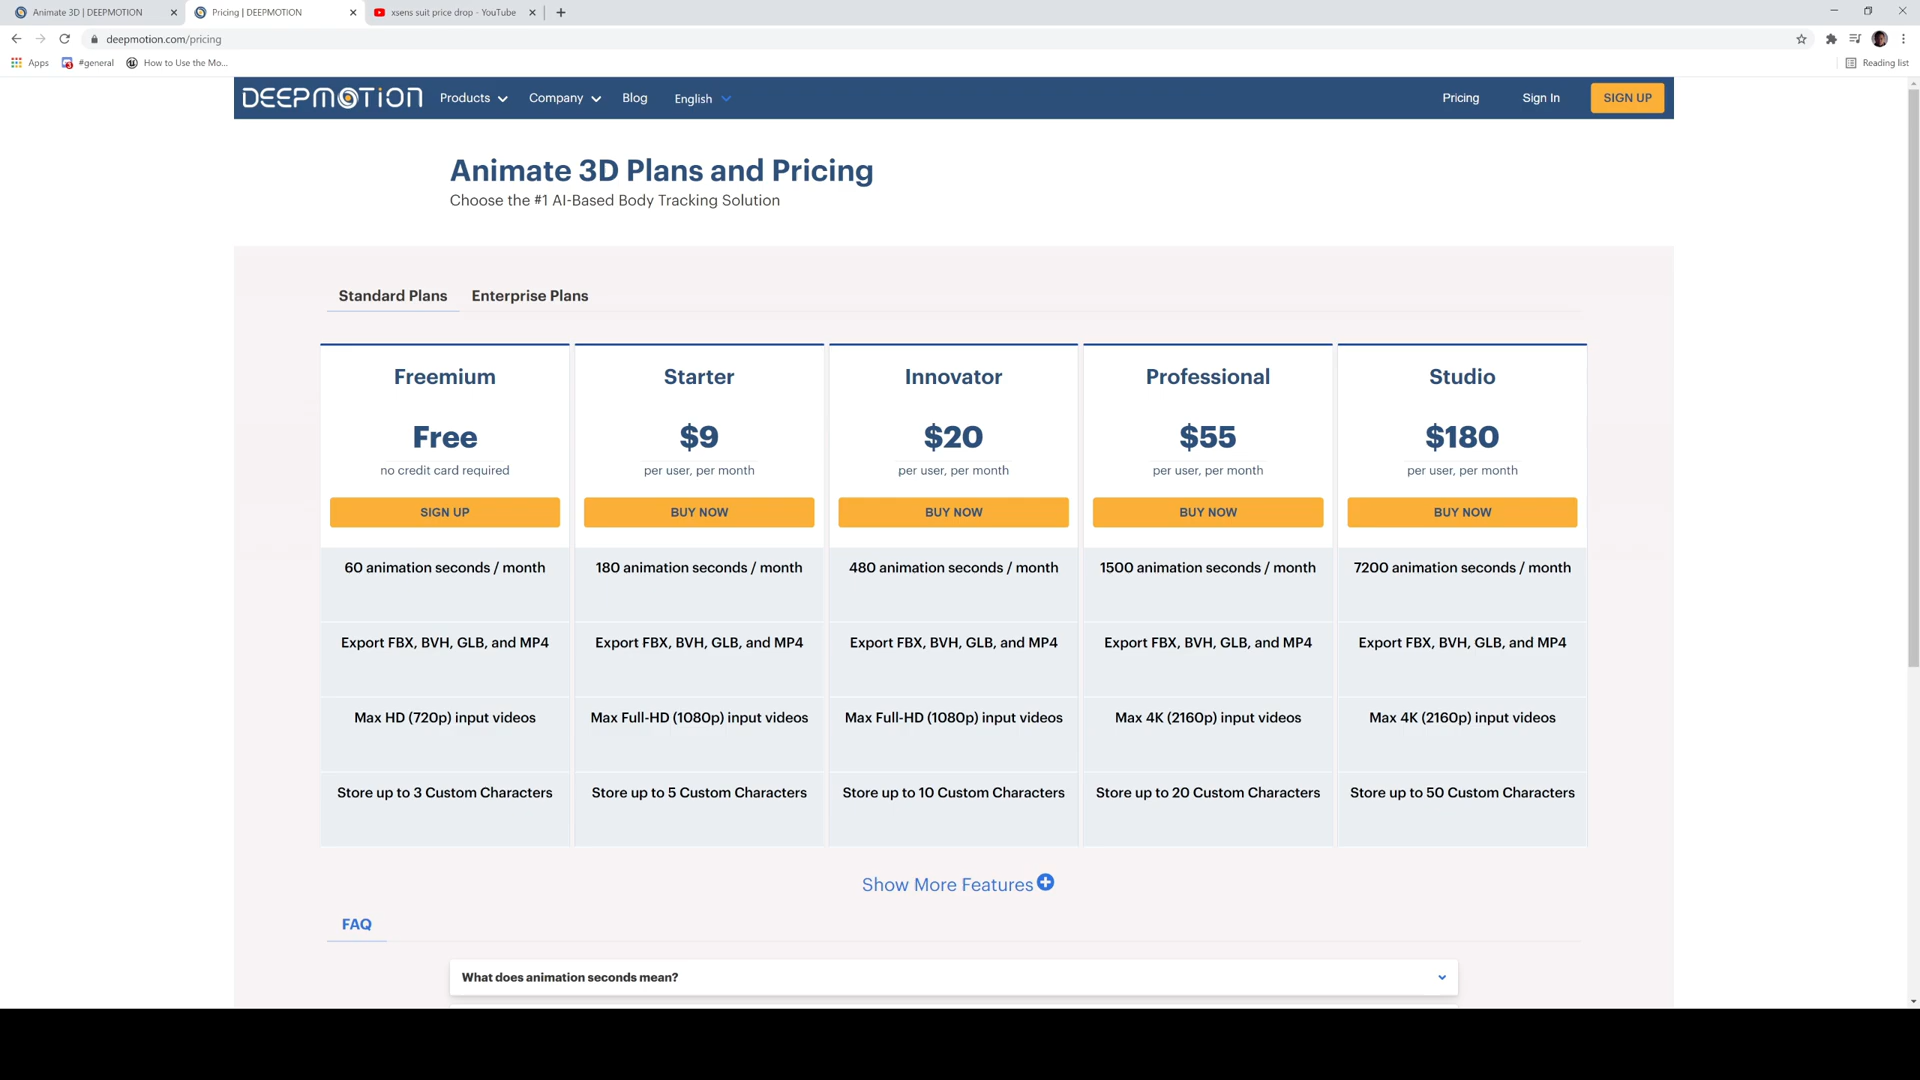 Animate 3D | DEEPMOTION
Pricing | DEEPMOTION
xsens suit price drop - YouTube
deepmotion.com/pricing
Apps
#general
How to Use the Mo...
Reading list
DEEPMOTION
Products
Company
Blog
English
Pricing
Sign In
SIGN UP
Animate 3D Plans and Pricing
Choose the #1 AI-Based Body Tracking Solution
Standard Plans
Enterprise Plans
Freemium
Starter
Innovator
Professional
Studio
Free
$9
$20
$55
$180
no credit card required
per user, per month
per user, per month
per user, per month
per user, per month
SIGN UP
BUY NOW
BUY NOW
BUY NOW
BUY NOW
60 animation seconds / month
180 animation seconds / month
480 animation seconds / month
1500 animation seconds / month
7200 animation seconds / month
Export FBX, BVH, GLB, and MP4
Export FBX, BVH, GLB, and MP4
Export FBX, BVH, GLB, and MP4
Export FBX, BVH, GLB, and MP4
Export FBX, BVH, GLB, and MP4
Max HD (720p) input videos
Max Full-HD (1080p) input videos
Max Full-HD (1080p) input videos
Max 4K (2160p) input videos
Max 4K (2160p) input videos
Store up to 3 Custom Characters
Store up to 5 Custom Characters
Store up to 10 Custom Characters
Store up to 20 Custom Characters
Store up to 50 Custom Characters
Show More Features
FAQ
What does animation seconds mean?